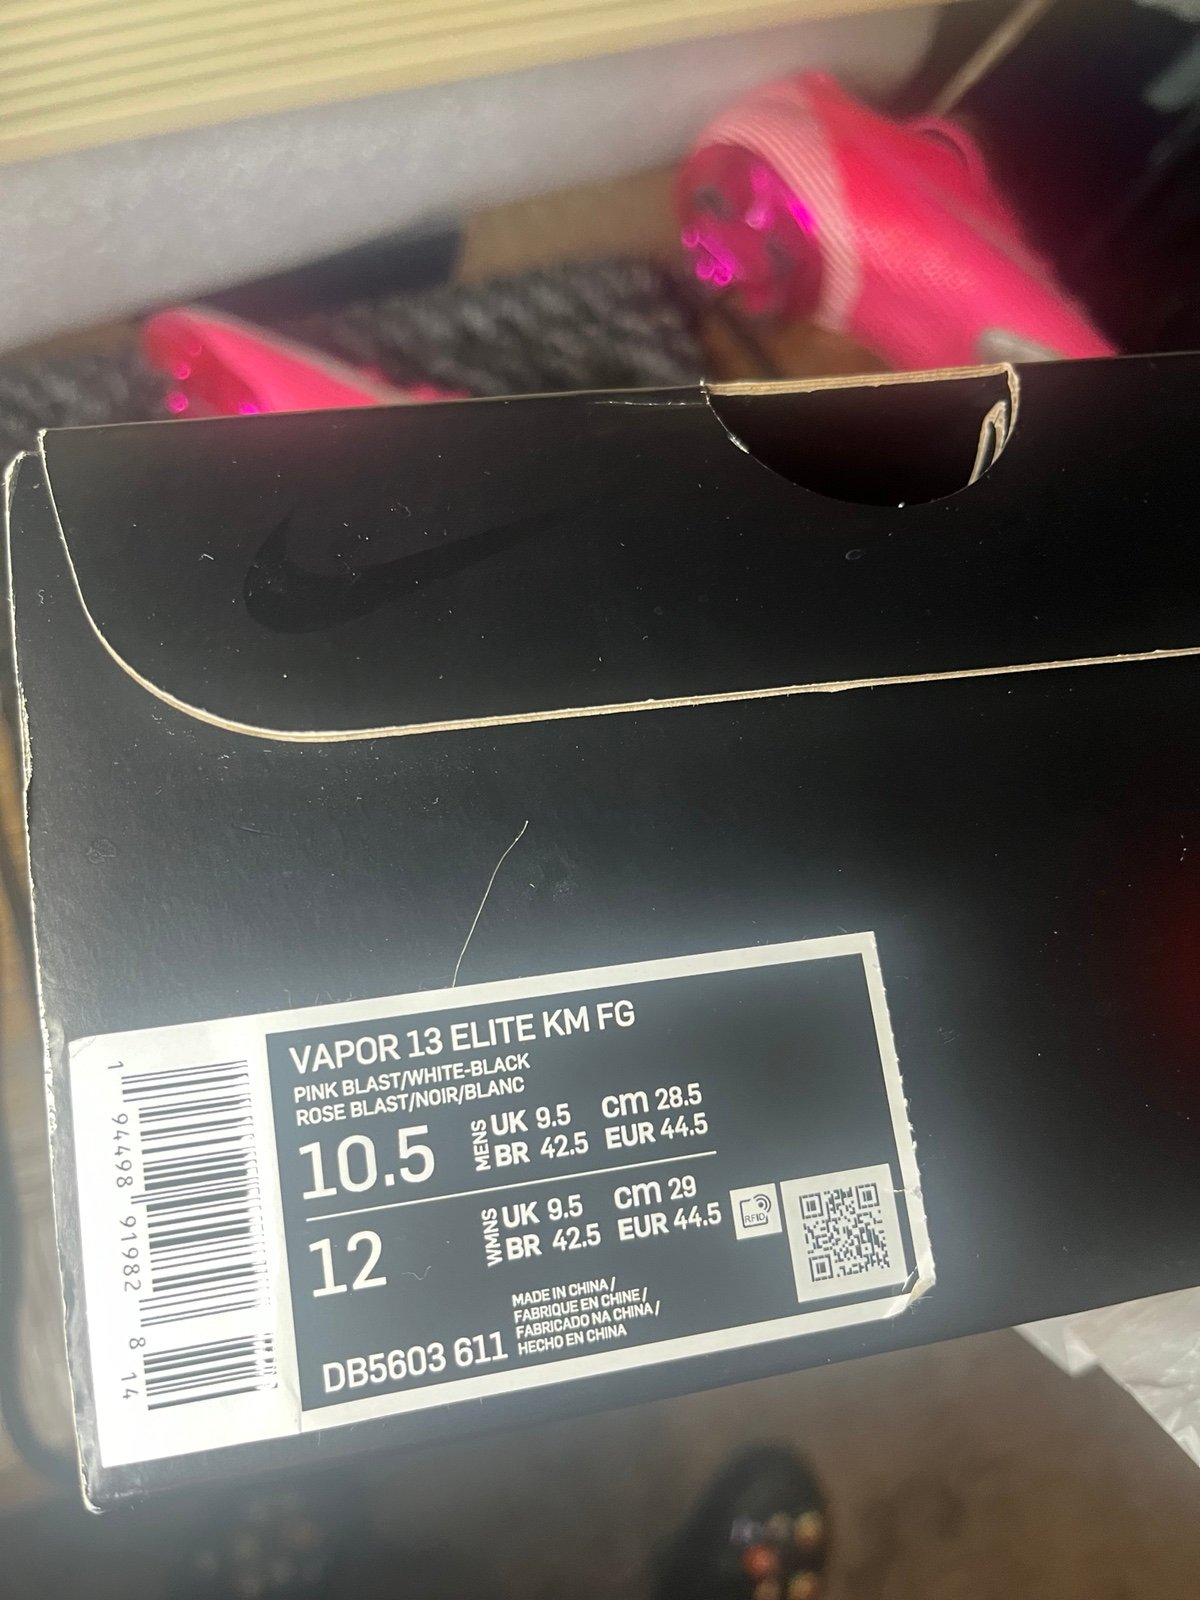 VAPOR 13 ELITE KM FG
PINK BLAST/WHITE-BLACK
ROSE BLAST/NOIR/BLANC
10.5
MENS
UK 9.5 cm 28.5
BR 42.5 EUR 44.5
12
WMNS
UK 9.5 cm 29
BR 42.5 EUR 44.5
RFID
DB5603 611
MADE IN CHINA/
FABRIQUE EN CHINE/
FABRICADO NA CHINA/
HECHO EN CHINA
1 94498 91982 8 14